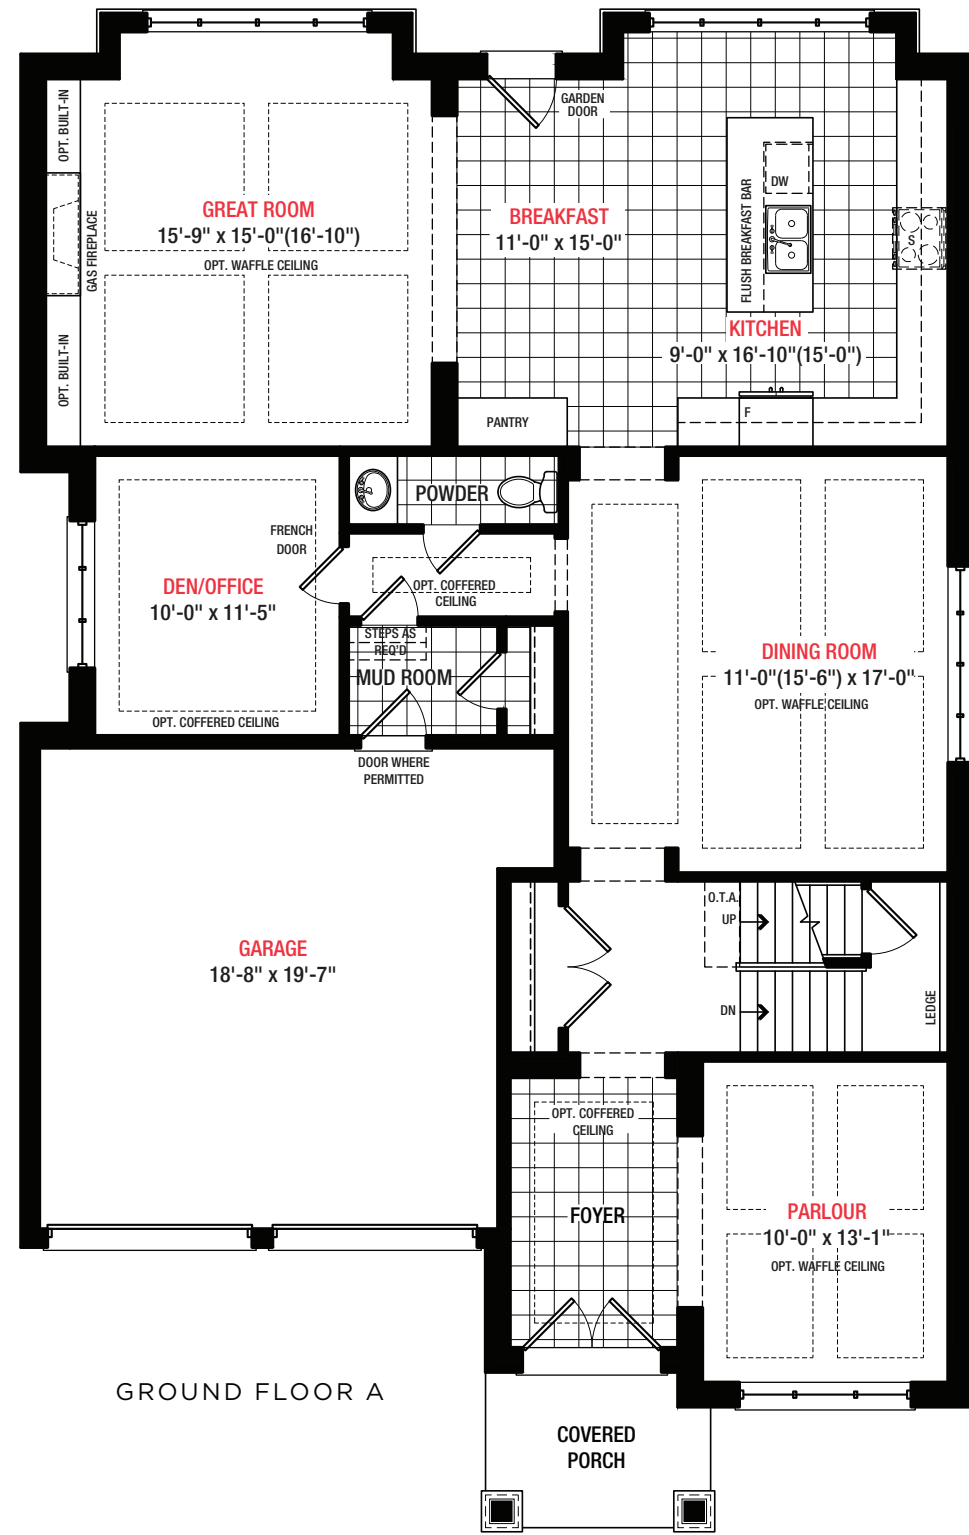 OPT. BUILT-IN
GAS FIREPLACE
OPT. BUILT-IN
GREAT ROOM
15'-9" x 15'-0"(16'-10")
OPT. WAFFLE CEILING
GARDEN
DOOR
BREAKFAST
11'-0" x 15'-0"
DW
FLUSH BREAKFAST BAR
S
KITCHEN
9'-0" x 16'-10"(15'-0")
PANTRY
F
POWDER
FRENCH
DOOR
DEN/OFFICE
10'-0" x 11'-5"
OPT. COFFERED CEILING
OPT. COFFERED
CEILING
STEPS AS
REQ'D
MUD ROOM
DOOR WHERE
PERMITTED
DINING ROOM
11'-0"(15'-6") x 17'-0"
OPT. WAFFLE CEILING
GARAGE
18'-8" x 19'-7"
O.T.A.
UP
DN
LEDGE
OPT. COFFERED
CEILING
FOYER
PARLOUR
10'-0" x 13'-1"
OPT. WAFFLE CEILING
GROUND FLOOR A
COVERED
PORCH